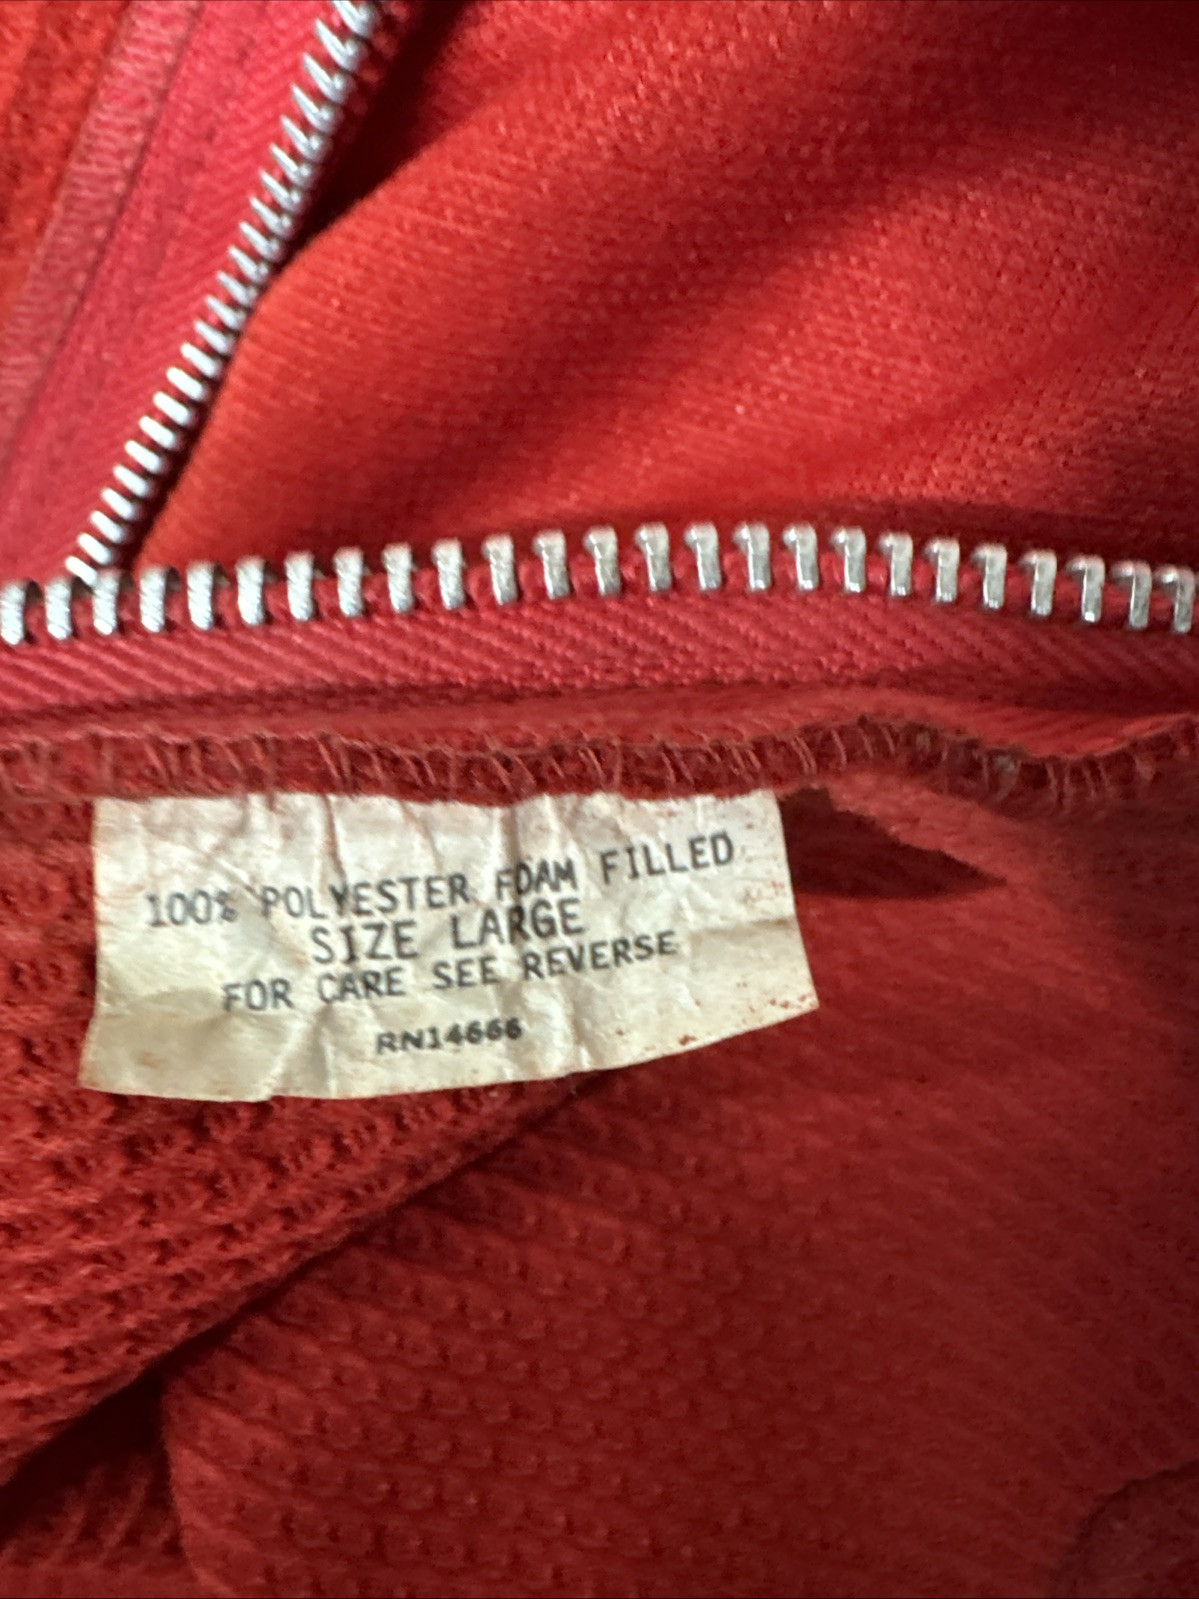 100% POLYESTER FOAM FILLED
SIZE LARGE
FOR CARE SEE REVERSE
RN14666